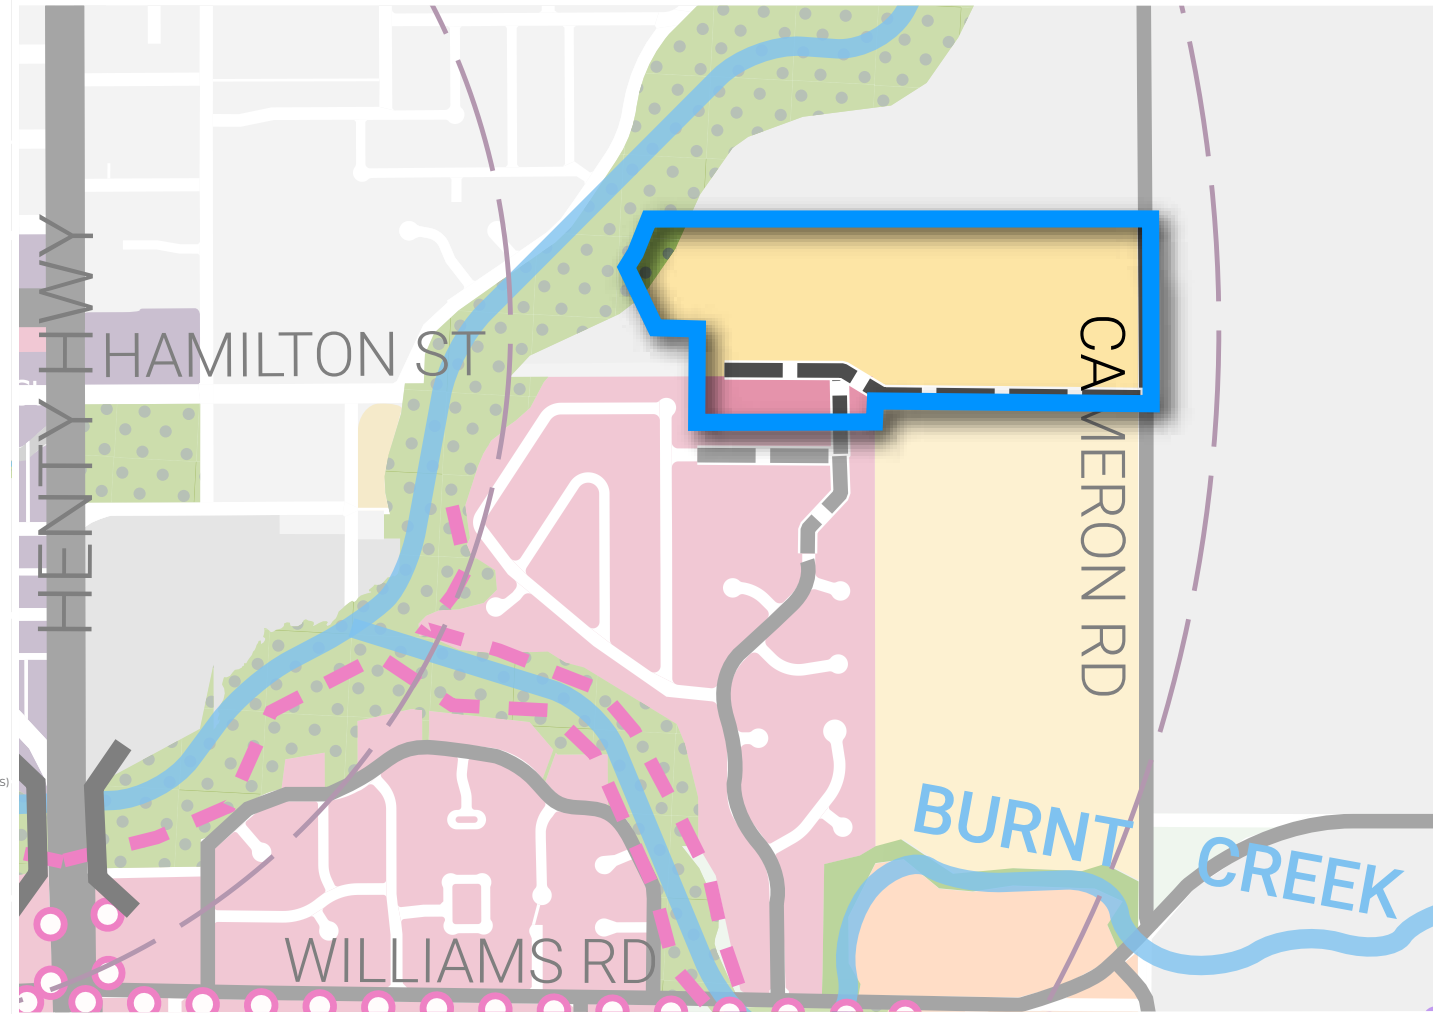 HENTY HWY
HAMILTON ST
CAMERON RD
BURNT CREEK
WILLIAMS RD
s)